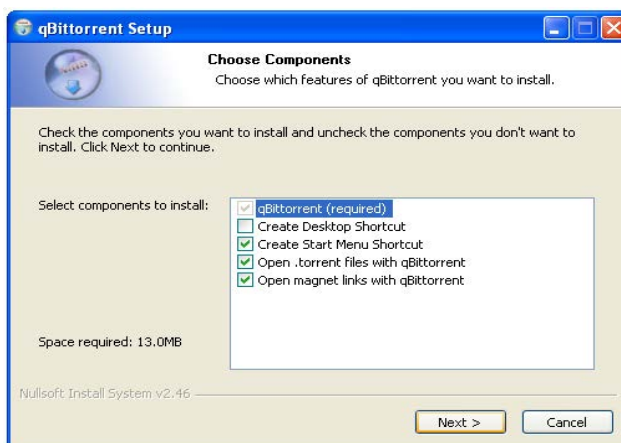 qBittorrent Setup
Choose Components
Choose which features of qBittorrent you want to install.
Check the components you want to install and uncheck the components you don't want to
install. Click Next to continue.
Select components to install:
qBittorrent (required)
Create Desktop Shortcut
Create Start Menu Shortcut
Open .torrent files with qBittorrent
Open magnet links with qBittorrent
Space required: 13.0MB
Nullsoft Install System v2.46
Next >
Cancel